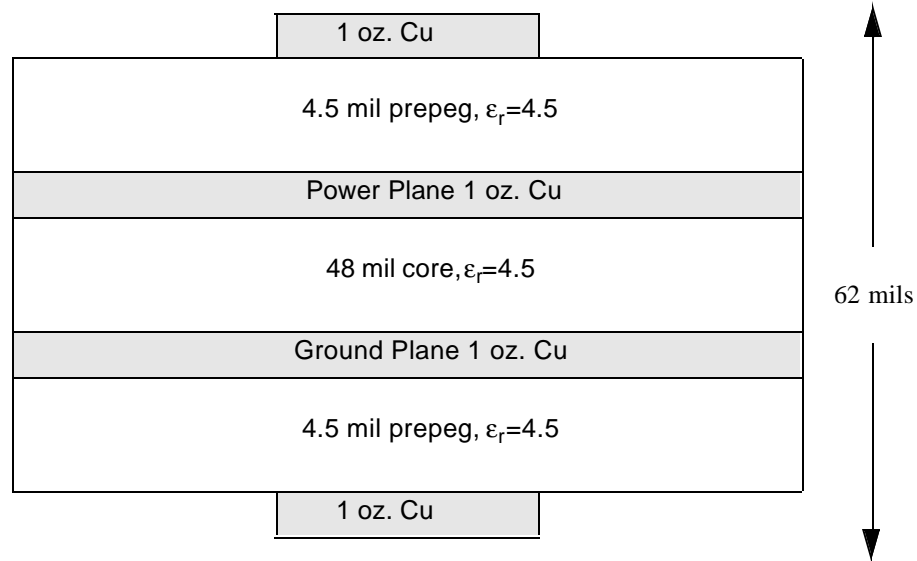 1 oz. Cu
4.5 mil prepeg, εr=4.5
Power Plane 1 oz. Cu
48 mil core,εr=4.5
62 mils
Ground Plane 1 oz. Cu
4.5 mil prepeg, εr=4.5
1 oz. Cu